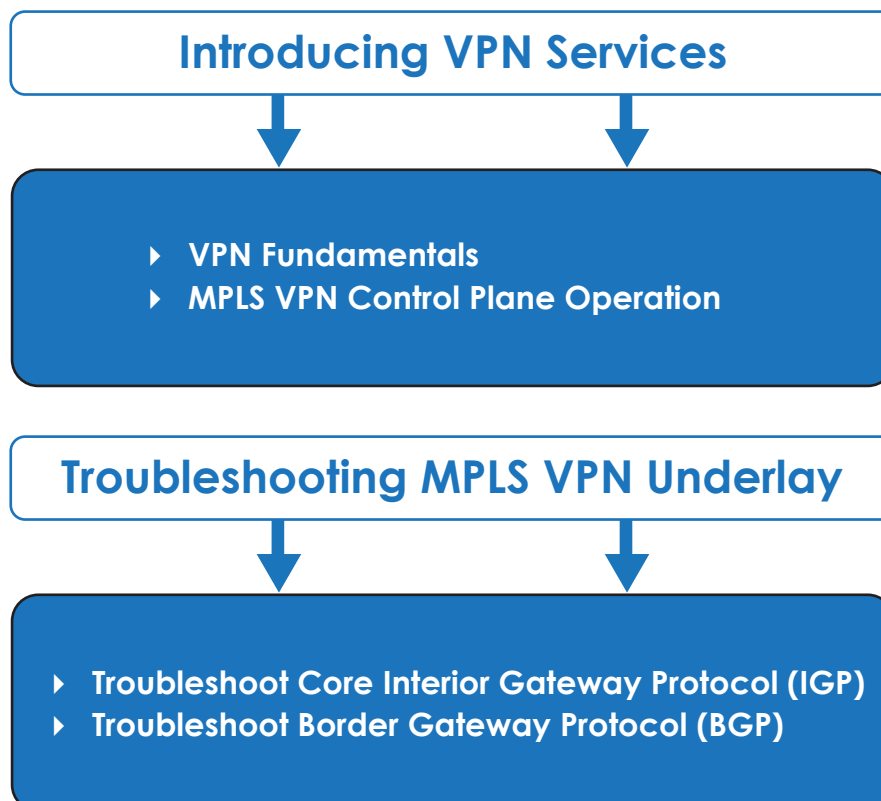 Introducing VPN Services
VPN Fundamentals
MPLS VPN Control Plane Operation
Troubleshooting MPLS VPN Underlay
Troubleshoot Core Interior Gateway Protocol (IGP)
Troubleshoot Border Gateway Protocol (BGP)